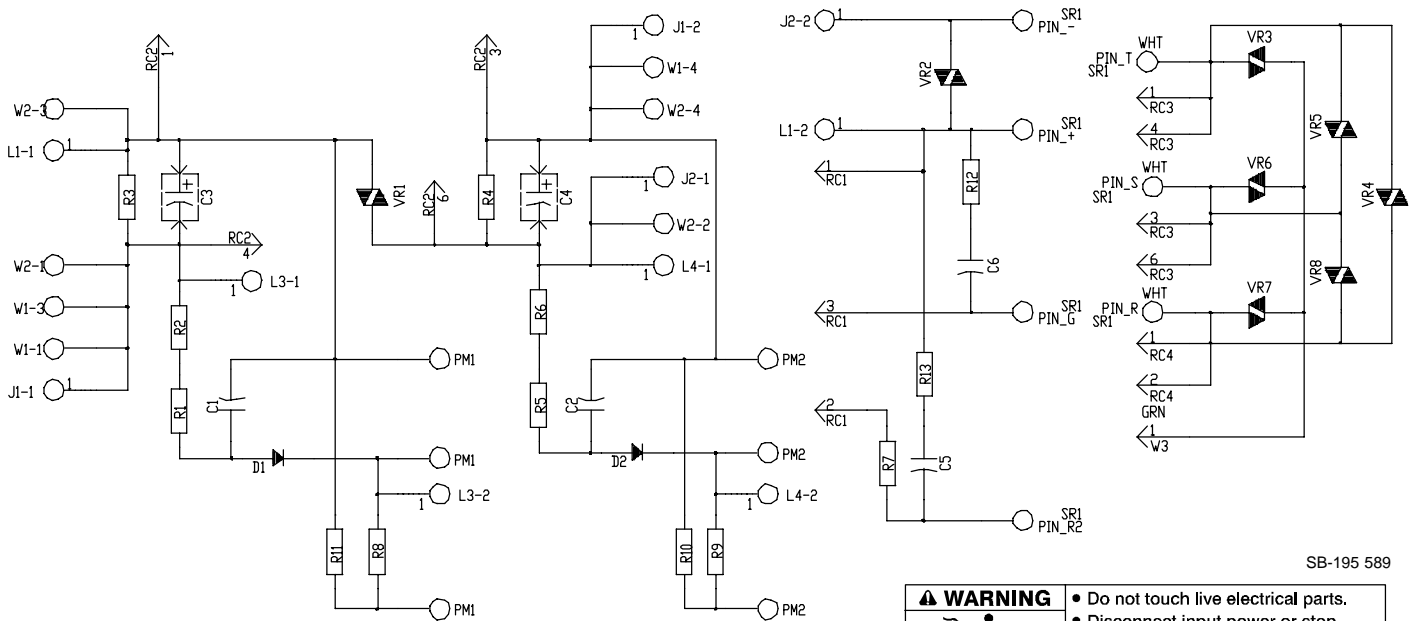 RC2
1
RC2
3
1
J1-2
W1-4
W2-4
W2-3
L1-1
1
R3
+
C3
VR1
RC2
6
R4
+
C4
1
J2-1
W2-2
1
L4-1
RC2
4
W2-1
1
L3-1
W1-3
W1-1
J1-1
1
R2
R1
C1
D1
PM1
PM1
1
L3-2
R11
R8
PM1
R6
R5
C2
D2
PM2
PM2
1
L4-2
R10
R9
PM2
J2-2
1
SR1
PIN_-
VR2
L1-2
1
SR1
PIN_+
1
RC1
R12
C6
3
RC1
SR1
PIN_G
R13
2
RC1
R7
C5
SR1
PIN_R2
WHT
PIN_T
SR1
VR3
1
RC3
4
RC3
VR5
WHT
PIN_S
SR1
VR6
VR4
3
RC3
6
RC3
VR8
WHT
PIN_R
SR1
VR7
1
RC4
2
RC4
GRN
1
W3
SB-195 589
WARNING
• Do not touch live electrical parts.
• Disconnect input power or stop